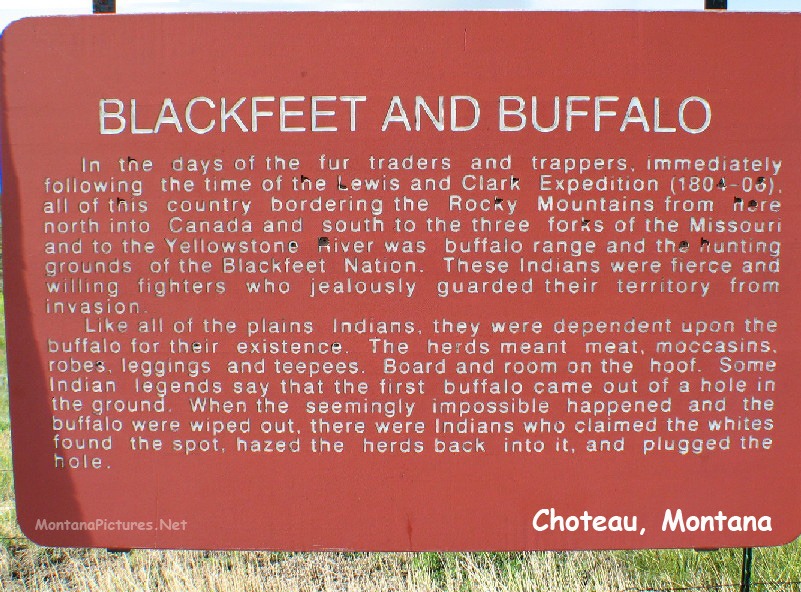 BLACKFEET AND BUFFALO
In the days of the fur traders and trappers, immediately
following the time of the Lewis and Clark Expedition (1804-06),
all of this country bordering the Rocky Mountains from here
north into Canada and south to the three forks of the Missouri
and to the Yellowstone River was buffalo range and the hunting
grounds of the Blackfeet Nation. These Indians were fierce and
willing fighters who jealously guarded their territory from
invasion.
Like all of the plains Indians, they were dependent upon the
buffalo for their existence. The herds meant meat, moccasins,
robes, leggings and teepees. Board and room on the hoof. Some
Indian legends say that the first buffalo came out of a hole in
the ground. When the seemingly impossible happened and the
buffalo were wiped out, there were Indians who claimed the whites
found the spot, hazed the herds back into it, and plugged the
hole.
MontanaPictures.Net
Choteau, Montana